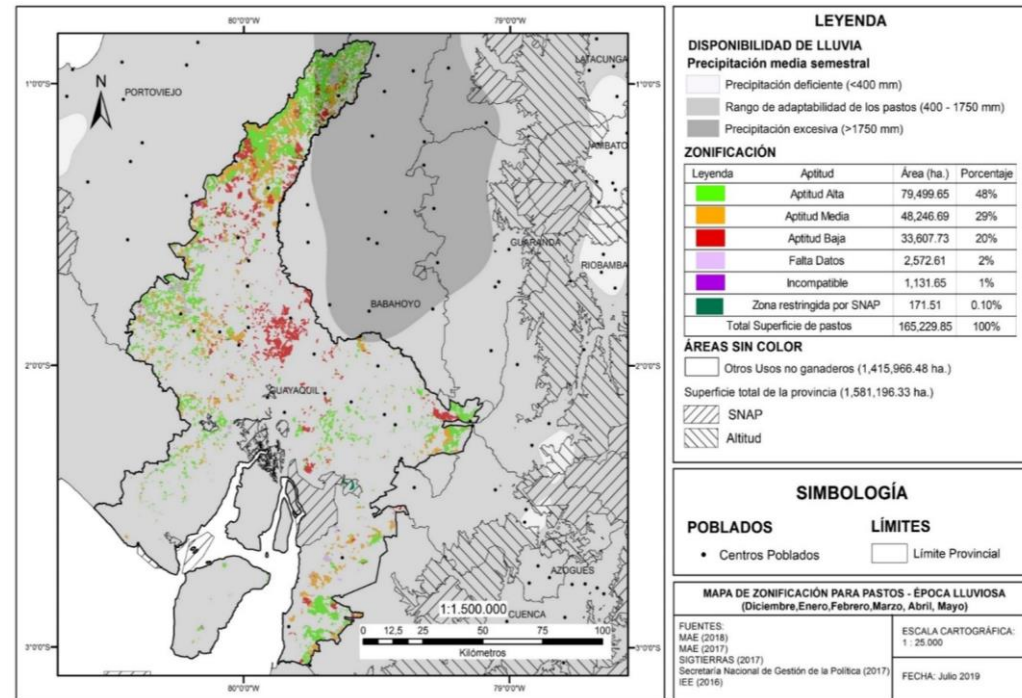 80°0'0"W
79°0'0"W
1°0'0"S
1°0'0"S
2°0'0"S
2°0'0"S
3°0'0"S
3°0'0"S
80°0'0"W
79°0'0"W
N
PORTOVIEJO
LATACUNGA
AMBATO
GUARANDA
RIOBAMBA
BABAHOYO
GUAYAQUIL
AZOGUES
CUENCA
1:1.500.000
0 12,5 25 50 75 100
Kilómetros
LEYENDA
DISPONIBILIDAD DE LLUVIA
Precipitación media semestral
Precipitación deficiente (<400 mm)
Rango de adaptabilidad de los pastos (400 - 1750 mm)
Precipitación excesiva (>1750 mm)
ZONIFICACIÓN
Leyenda Aptitud Área (ha.) Porcentaje
Aptitud Alta 79,499.65 48%
Aptitud Media 48,246.69 29%
Aptitud Baja 33,607.73 20%
Falta Datos 2,572.61 2%
Incompatible 1,131.65 1%
Zona restringida por SNAP 171.51 0.10%
Total Superficie de pastos 165,229.85 100%
ÁREAS SIN COLOR
Otros Usos no ganaderos (1,415,966.48 ha.)
Superficie total de la provincia (1,581,196.33 ha.)
SNAP
Altitud
SIMBOLOGÍA
POBLADOS LÍMITES
Centros Poblados Límite Provincial
MAPA DE ZONIFICACIÓN PARA PASTOS - ÉPOCA LLUVIOSA
(Diciembre,Enero,Febrero,Marzo, Abril, Mayo)
FUENTES:
MAE (2018)
MAE (2017)
SIGTIERRAS (2017)
Secretaría Nacional de Gestión de la Política (2017)
IEE (2016)
ESCALA CARTOGRÁFICA:
1 : 25.000
FECHA: Julio 2019